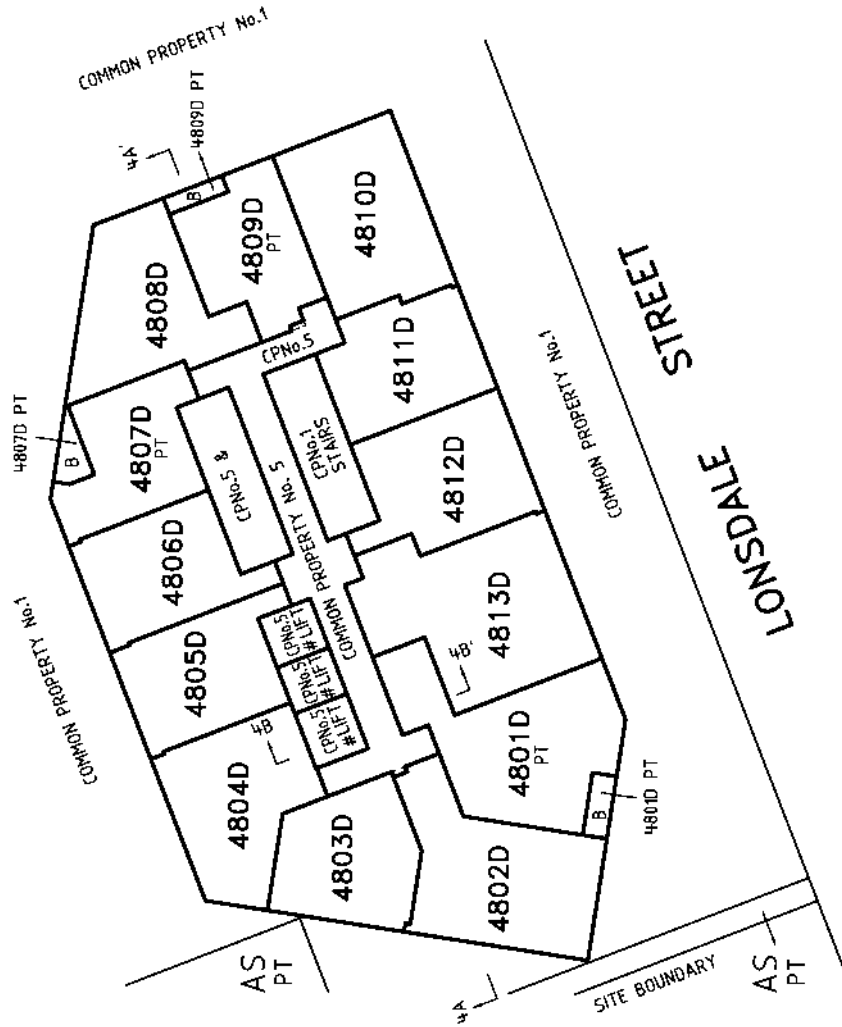 COMMON PROPERTY No.1
4809D PT
4A'
B
4808D
4809D
PT
4810D
4807D PT
B
4807D
PT
CPNo.5
4811D
CPNo.5 &
CPNo.1
STAIRS
COMMON PROPERTY No. 5
4806D
4812D
COMMON PROPERTY No.1
STREET
LONSDALE
COMMON PROPERTY No.1
4805D
CPNo.5
#LIFT
CPNo.5
#LIFT
CPNo.5
#LIFT
4813D
4B'
4B
4804D
4801D
PT
4803D
B
4801D PT
4802D
AS
PT
4A
SITE BOUNDARY
AS
PT